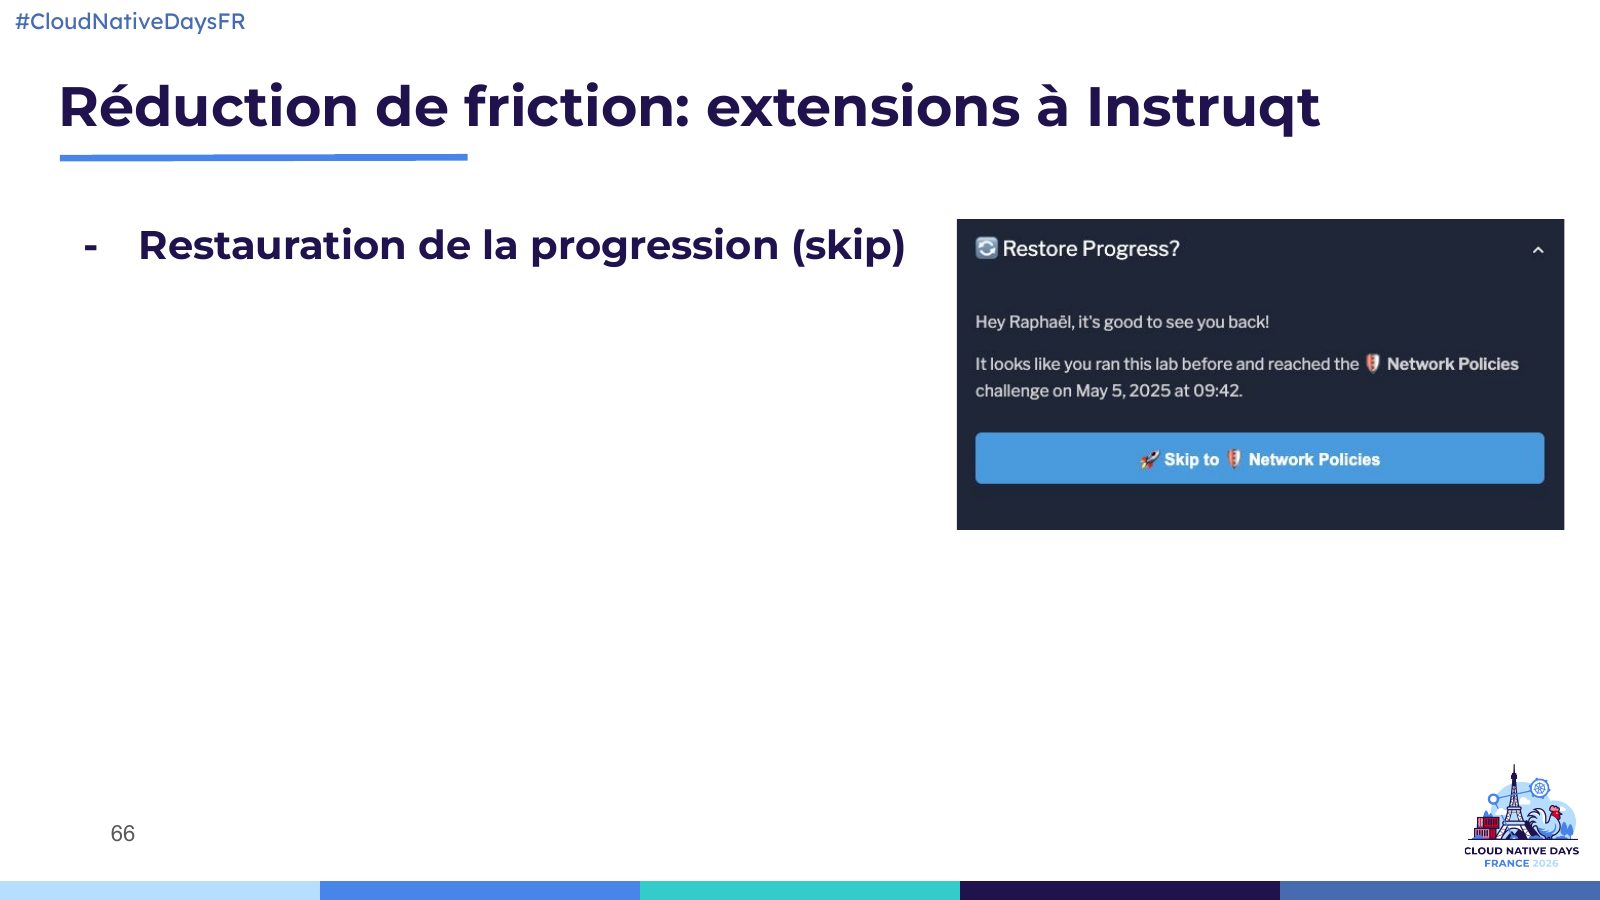 #CloudNativeDaysFR
Réduction de friction: extensions à Instruqt
- Restauration de la progression (skip)
Restore Progress?
Hey Raphaël, it's good to see you back!
It looks like you ran this lab before and reached the Network Policies
challenge on May 5, 2025 at 09:42.
Skip to Network Policies
66
CLOUD NATIVE DAYS
FRANCE 2026